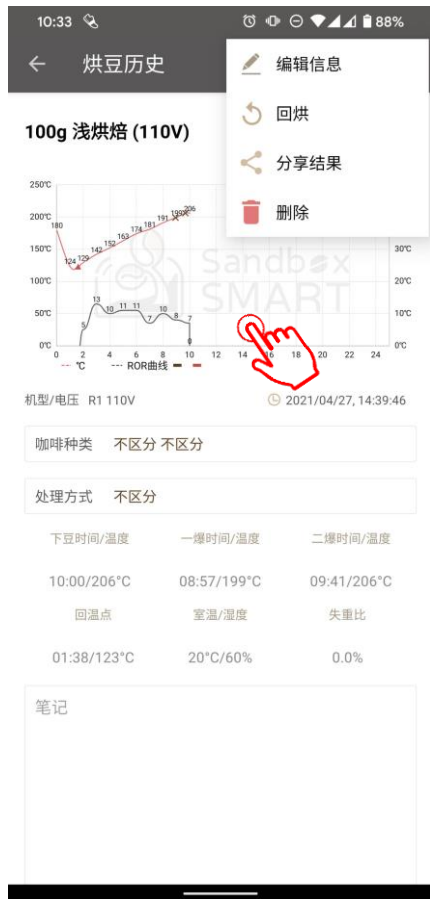 10:33 88%
烘豆历史
编辑信息
回烘
分享结果
删除
100g 浅烘焙 (110V)
250℃
200℃
150℃ 30℃
100℃ 20℃
50℃ 10℃
0℃ 0℃
180 124 129 142 152 163 174 181 191 199 206
5 13 10 11 11 7 10 8 7 0
Sandbox
SMART
0 2 4 6 8 10 12 14 16 18 20 22 24
-- ℃ --- ROR曲线
机型/电压 R1 110V 2021/04/27, 14:39:46
咖啡种类 不区分 不区分
处理方式 不区分
下豆时间/温度 一爆时间/温度 二爆时间/温度
10:00/206°C 08:57/199°C 09:41/206°C
回温点 室温/湿度 失重比
01:38/123°C 20°C/60% 0.0%
笔记